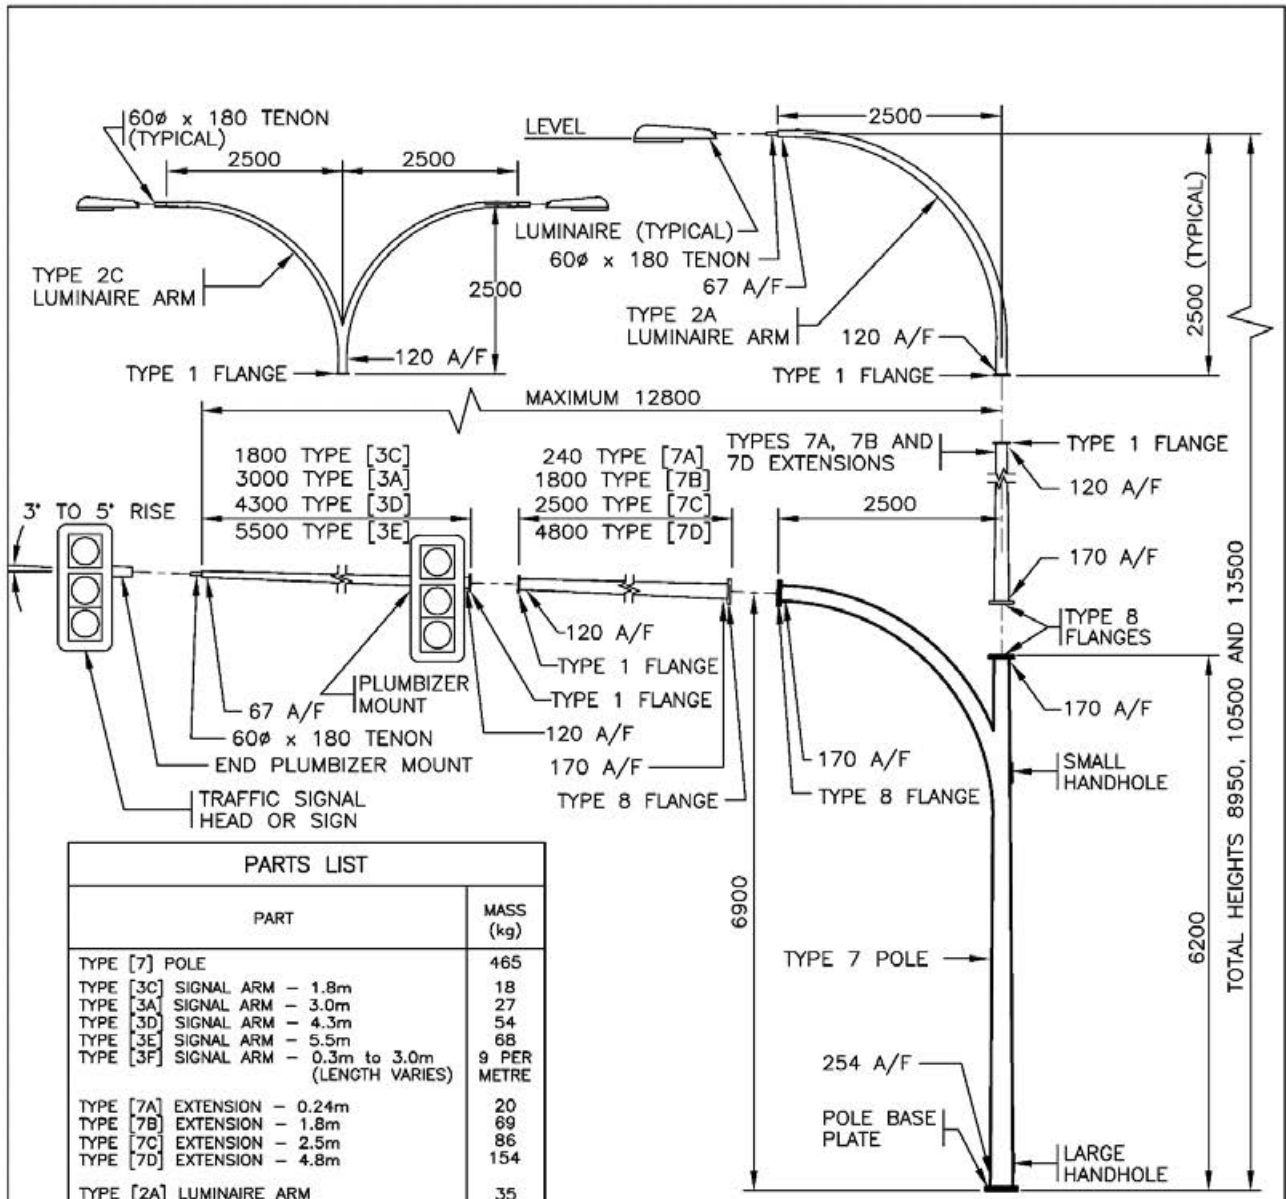 60ø x 180 TENON
(TYPICAL)
2500
2500
TYPE 2C
LUMINAIRE ARM
2500
120 A/F
TYPE 1 FLANGE
LEVEL
2500
LUMINAIRE (TYPICAL)
60ø x 180 TENON
67 A/F
TYPE 2A
LUMINAIRE ARM
120 A/F
TYPE 1 FLANGE
2500 (TYPICAL)
MAXIMUM 12800
3° TO 5° RISE
1800 TYPE [3C]
3000 TYPE [3A]
4300 TYPE [3D]
5500 TYPE [3E]
240 TYPE [7A]
1800 TYPE [7B]
2500 TYPE [7C]
4800 TYPE [7D]
TYPES 7A, 7B AND
7D EXTENSIONS
TYPE 1 FLANGE
120 A/F
2500
170 A/F
TYPE 8
FLANGES
170 A/F
120 A/F
TYPE 1 FLANGE
TYPE 1 FLANGE
PLUMBIZER
MOUNT
67 A/F
60ø x 180 TENON
END PLUMBIZER MOUNT
120 A/F
170 A/F
TYPE 8 FLANGE
TRAFFIC SIGNAL
HEAD OR SIGN
170 A/F
TYPE 8 FLANGE
SMALL
HANDHOLE
TOTAL HEIGHTS 8950, 10500 AND 13500
6900
6200
TYPE 7 POLE
254 A/F
POLE BASE
PLATE
LARGE
HANDHOLE
PARTS LIST
PART MASS
(kg)
TYPE [7] POLE 465
TYPE [3C] SIGNAL ARM – 1.8m 18
TYPE [3A] SIGNAL ARM – 3.0m 27
TYPE [3D] SIGNAL ARM – 4.3m 54
TYPE [3E] SIGNAL ARM – 5.5m 68
TYPE [3F] SIGNAL ARM – 0.3m to 3.0m 9 PER
(LENGTH VARIES) METRE
TYPE [7A] EXTENSION – 0.24m 20
TYPE [7B] EXTENSION – 1.8m 69
TYPE [7C] EXTENSION – 2.5m 86
TYPE [7D] EXTENSION – 4.8m 154
TYPE [2A] LUMINAIRE ARM 35